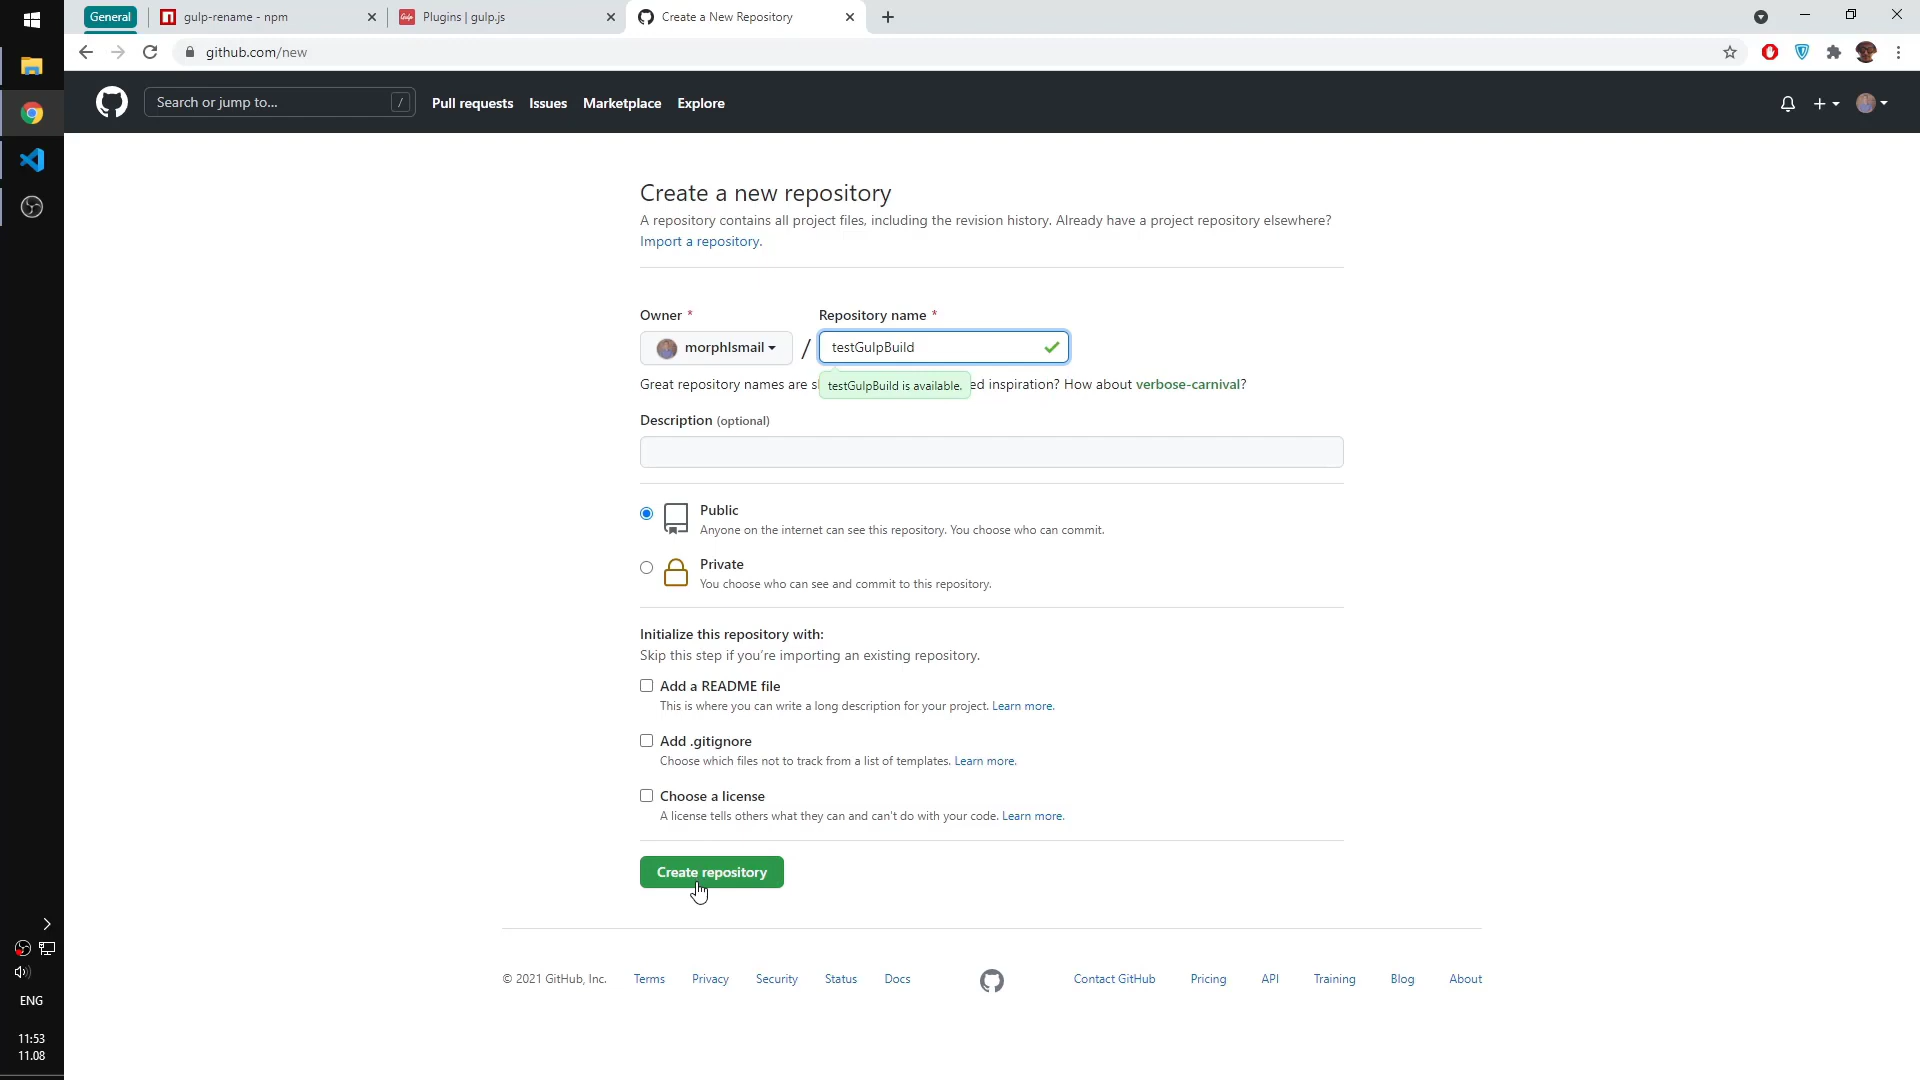 General
gulp-rename - npm
Plugins | gulp.js
Create a New Repository
github.com/new
Search or jump to...
/
Pull requests
Issues
Marketplace
Explore
Create a new repository
A repository contains all project files, including the revision history. Already have a project repository elsewhere?
Import a repository.
Owner *
Repository name *
morphIsmail
/
testGulpBuild
Great repository names are s
testGulpBuild is available.
ed inspiration? How about verbose-carnival?
Description (optional)
Public
Anyone on the internet can see this repository. You choose who can commit.
Private
You choose who can see and commit to this repository.
Initialize this repository with:
Skip this step if you’re importing an existing repository.
Add a README file
This is where you can write a long description for your project. Learn more.
Add .gitignore
Choose which files not to track from a list of templates. Learn more.
Choose a license
A license tells others what they can and can't do with your code. Learn more.
Create repository
© 2021 GitHub, Inc.
Terms
Privacy
Security
Status
Docs
Contact GitHub
Pricing
API
Training
Blog
About
ENG
11:53
11.08